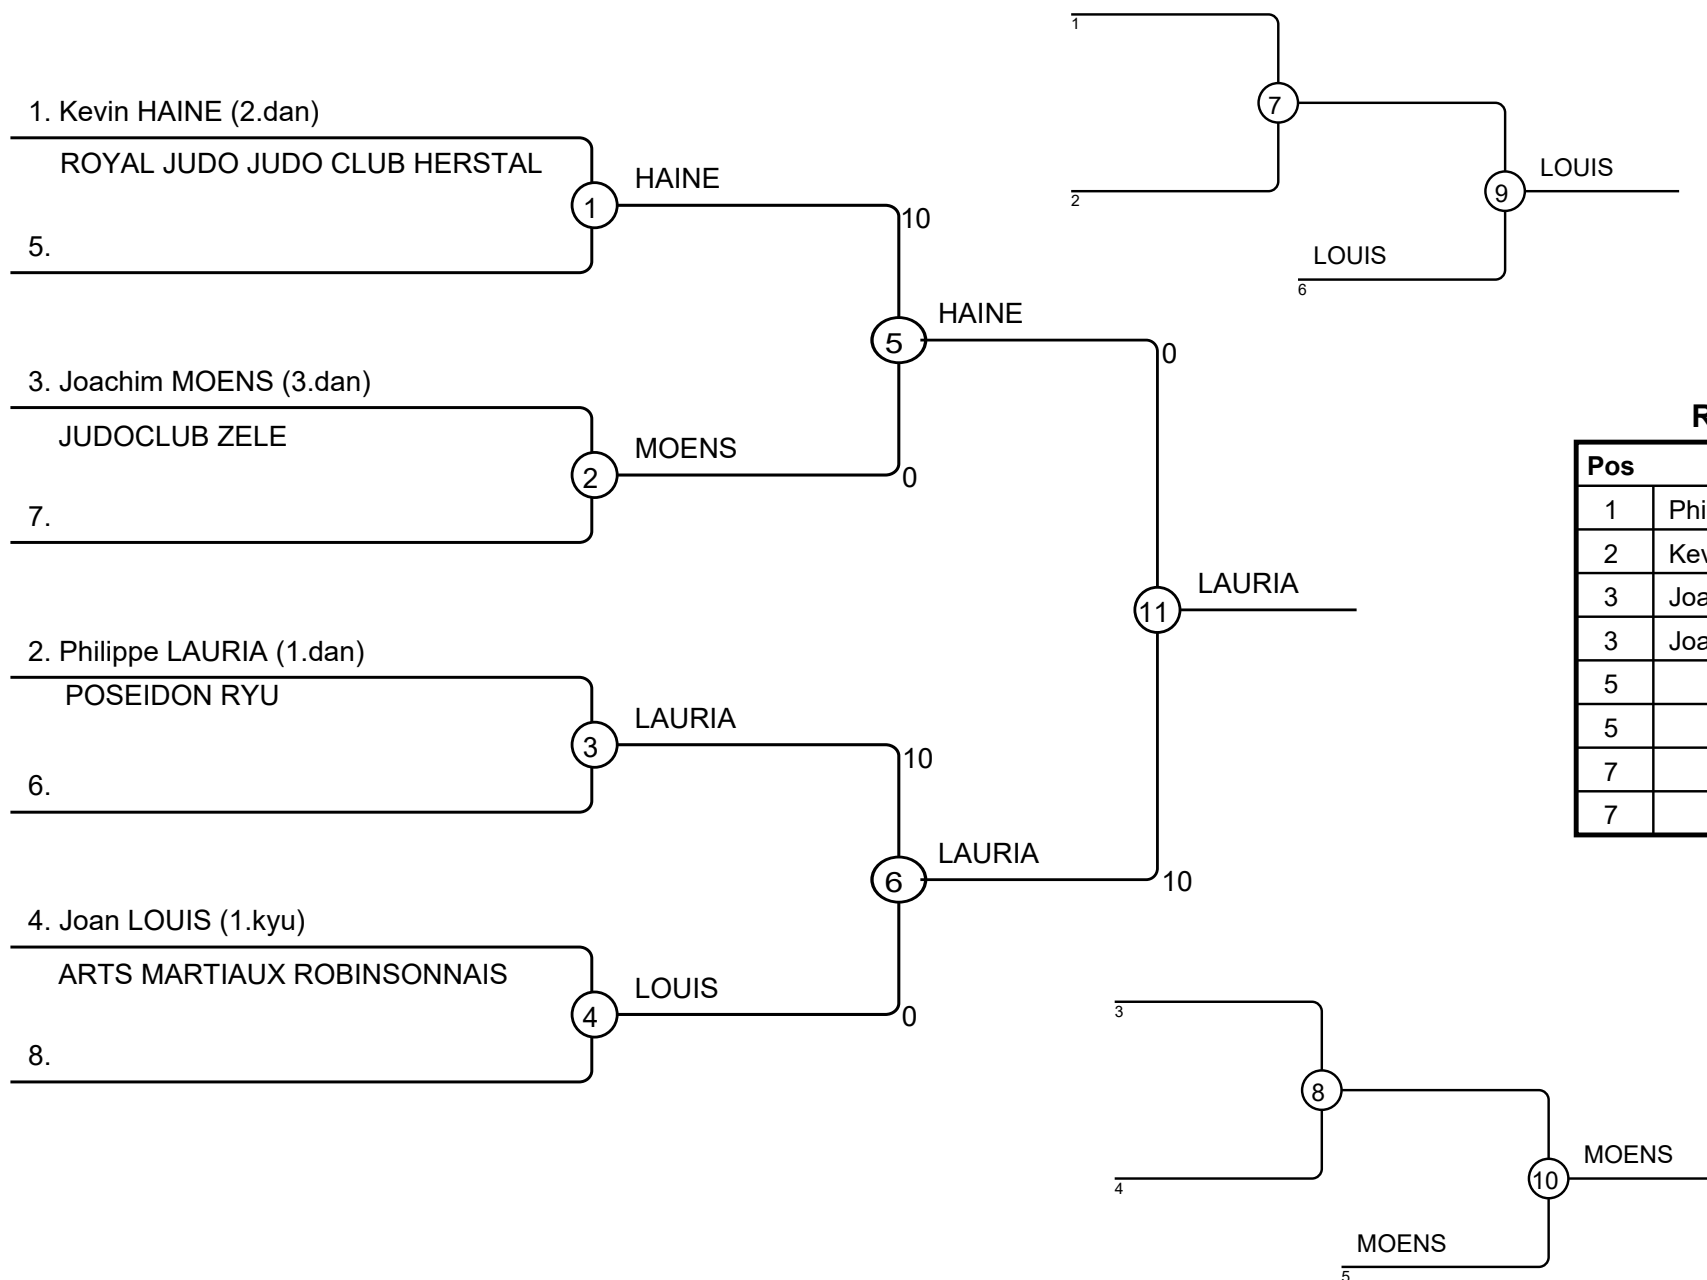 1
7
2
LOUIS
9
LOUIS
6
1. Kevin HAINE (2.dan)
ROYAL JUDO JUDO CLUB HERSTAL
5.
1
HAINE
10
3. Joachim MOENS (3.dan)
JUDOCLUB ZELE
7.
2
MOENS
0
5
HAINE
0
2. Philippe LAURIA (1.dan)
POSEIDON RYU
6.
3
LAURIA
10
4. Joan LOUIS (1.kyu)
ARTS MARTIAUX ROBINSONNAIS
8.
4
LOUIS
0
6
LAURIA
10
11
LAURIA
R
Pos
1 Phi
2 Kev
3 Joa
3 Joa
5
5
7
7
3
8
4
10
MOENS
MOENS
5